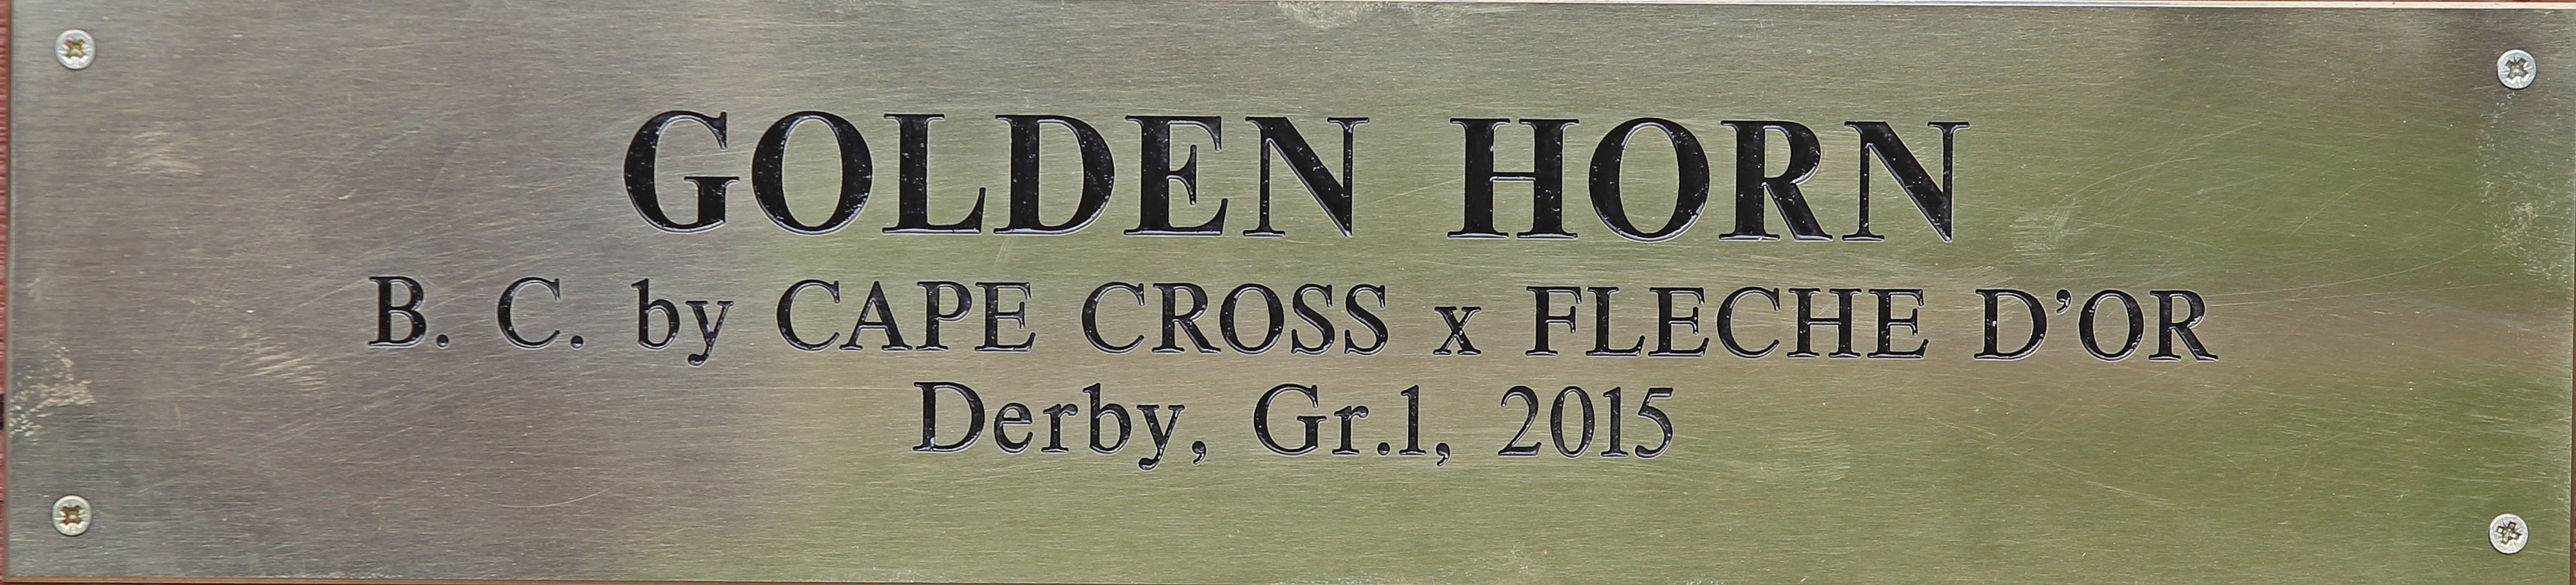 GOLDEN HORN
B. C. by CAPE CROSS x FLECHE D'OR
Derby, Gr.1, 2015